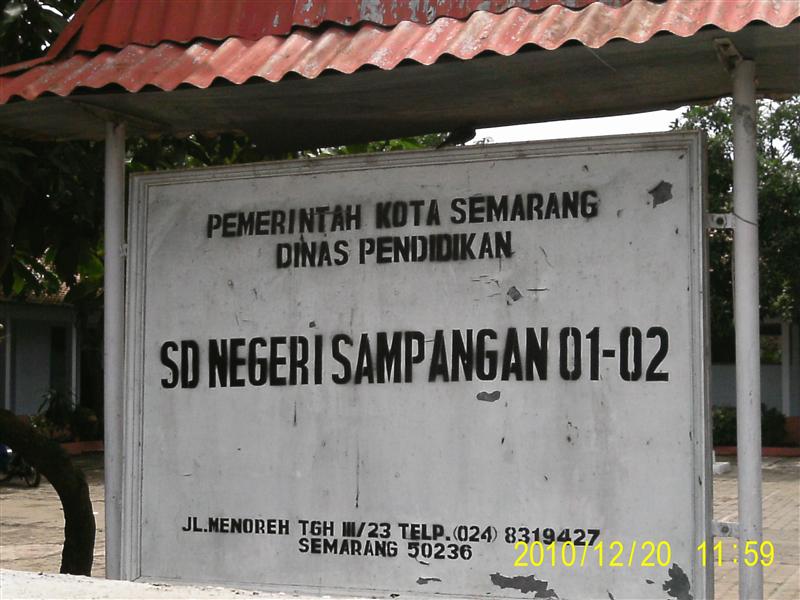 PEMERINTAH KOTA SEMARANG
DINAS PENDIDIKAN
SD NEGERI SAMPANGAN 01-02
JL.MENOREH TGH III/23 TELP.(024) 8319427
SEMARANG 50236
2010/12/20 11:59